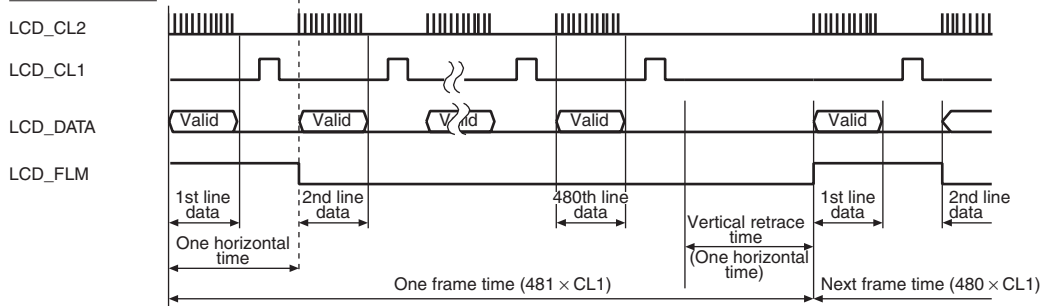 LCD_CL2
LCD_CL1
LCD_DATA
Valid
Valid
Valid
Valid
Valid
LCD_FLM
1st line
data
2nd line
data
480th line
data
1st line
data
2nd line
data
One horizontal
time
Vertical retrace
time
(One horizontal
time)
One frame time (481 × CL1)
Next frame time (480 × CL1)